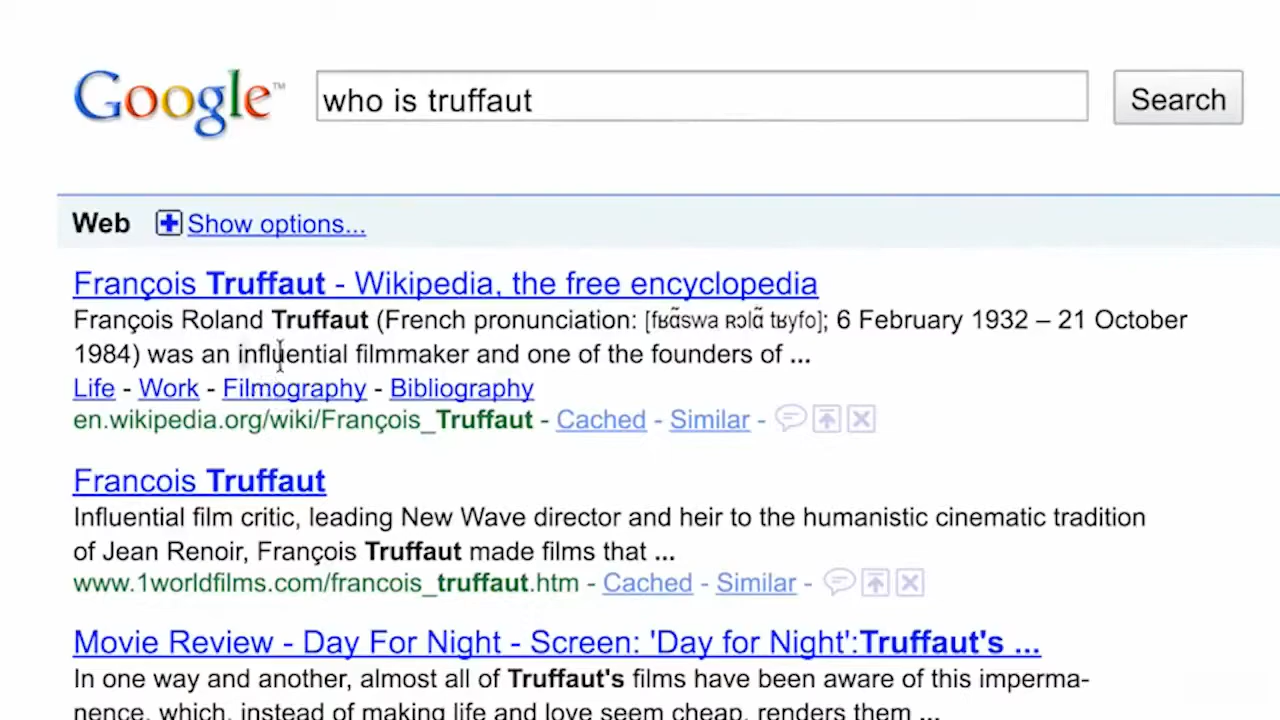 Google™ who is truffaut Search
Web Show options...
François Truffaut - Wikipedia, the free encyclopedia
François Roland Truffaut (French pronunciation: [fʁɑ̃swa ʀɔlɑ̃ tʁyfo]; 6 February 1932 – 21 October
1984) was an influential filmmaker and one of the founders of ...
Life - Work - Filmography - Bibliography
en.wikipedia.org/wiki/François_Truffaut - Cached - Similar -
Francois Truffaut
Influential film critic, leading New Wave director and heir to the humanistic cinematic tradition
of Jean Renoir, François Truffaut made films that ...
www.1worldfilms.com/francois_truffaut.htm - Cached - Similar -
Movie Review - Day For Night - Screen: 'Day for Night':Truffaut's ...
In one way and another, almost all of Truffaut's films have been aware of this imperma-
nence, which, instead of making life and love seem cheap, renders them ...